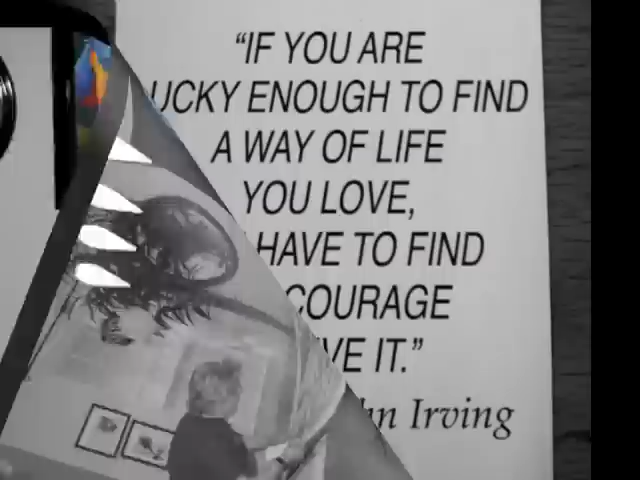 “IF YOU ARE
UCKY ENOUGH TO FIND
A WAY OF LIFE
YOU LOVE,
HAVE TO FIND
COURAGE
VE IT.”
hn Irving